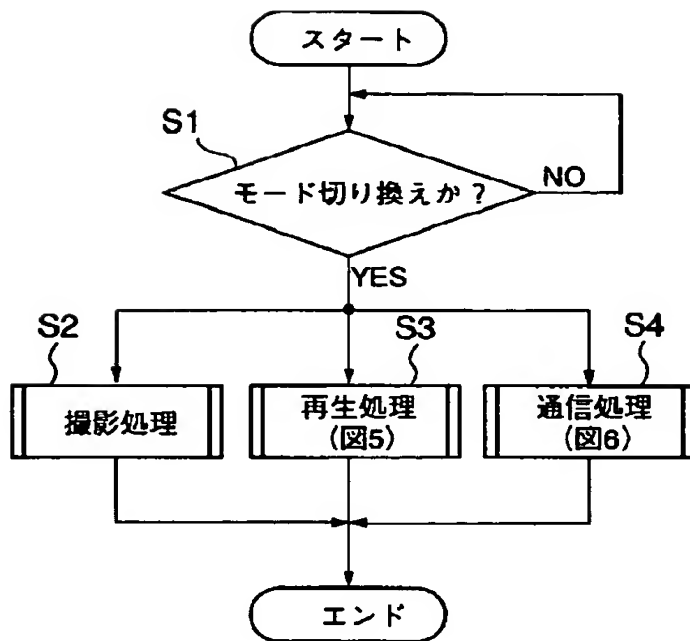 スタート
S1
モード切り換えか?
NO
YES
S2
S3
S4
撮影処理
再生処理
(図5)
通信処理
(図6)
エンド